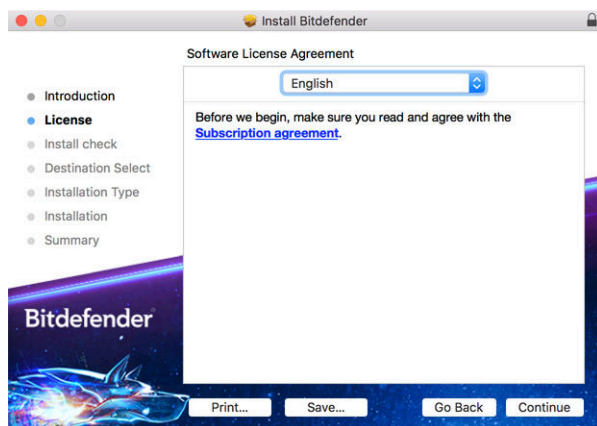 Install Bitdefender
Software License Agreement
English
Introduction
License
Install check
Destination Select
Installation Type
Installation
Summary
Before we begin, make sure you read and agree with the
Subscription agreement.
Bitdefender
Print...
Save...
Go Back
Continue